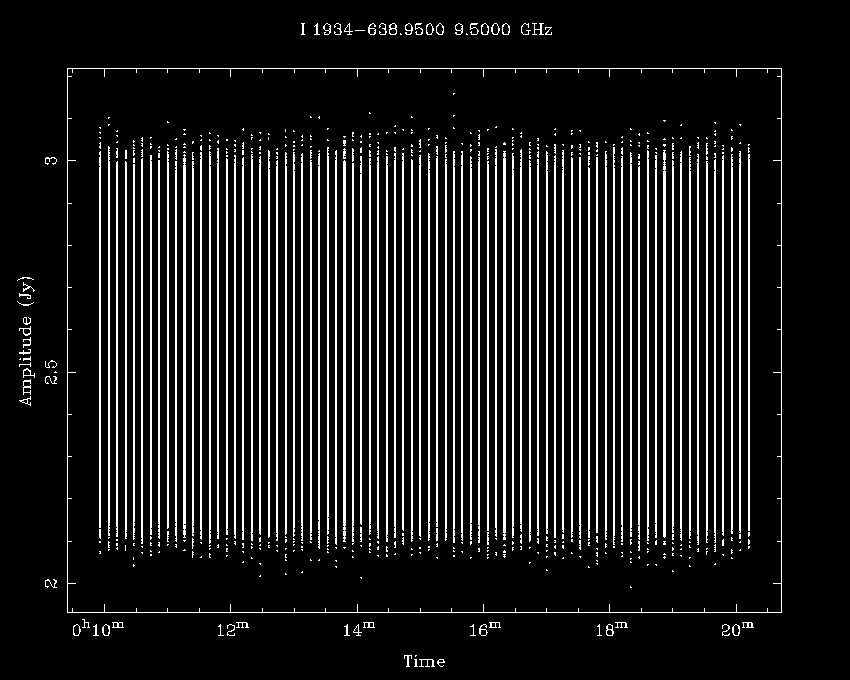 I 1934−638.9500 9.5000 GHz
3
Amplitude (Jy)
2.5
2
0ʰ10ᵐ 12ᵐ 14ᵐ 16ᵐ 18ᵐ 20ᵐ
Time